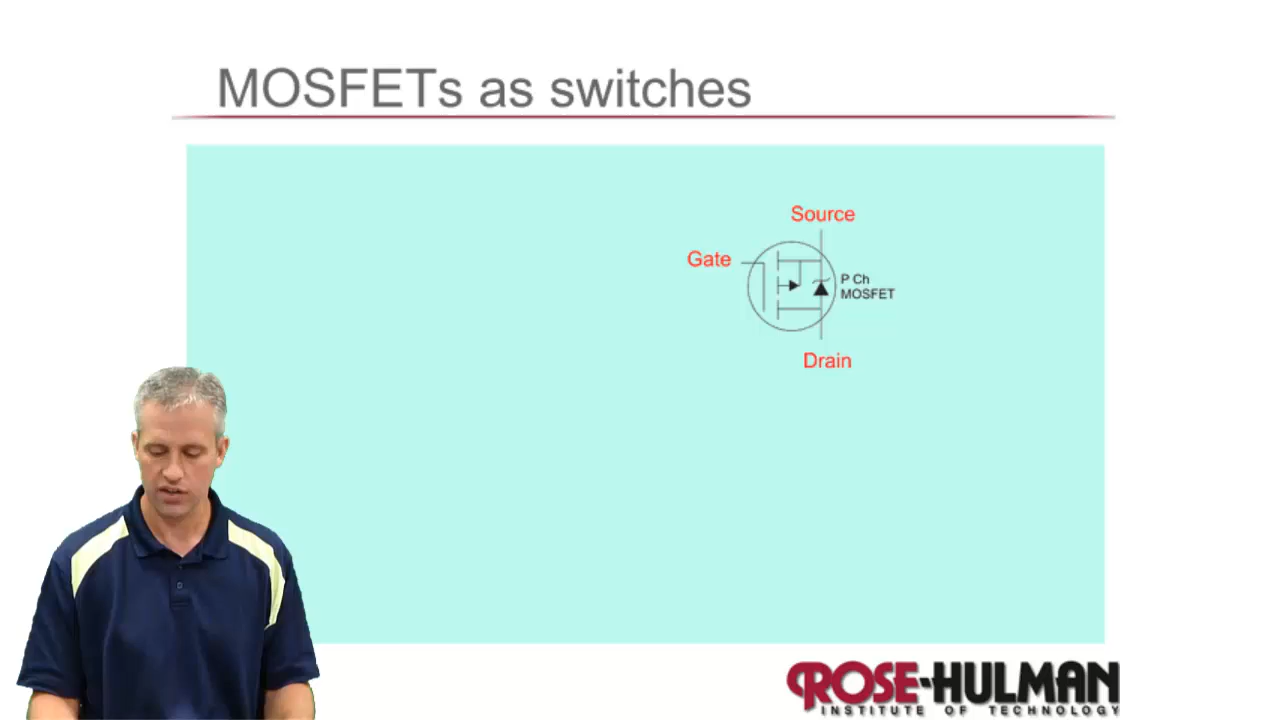 MOSFETs as switches
Source
Gate
P Ch
MOSFET
Drain
ROSE-HULMAN
INSTITUTE OF TECHNOLOGY